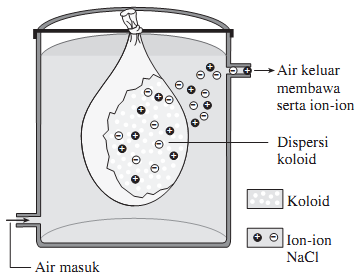 Air keluar
membawa
serta ion-ion
Dispersi
koloid
Koloid
Ion-ion
NaCl
Air masuk